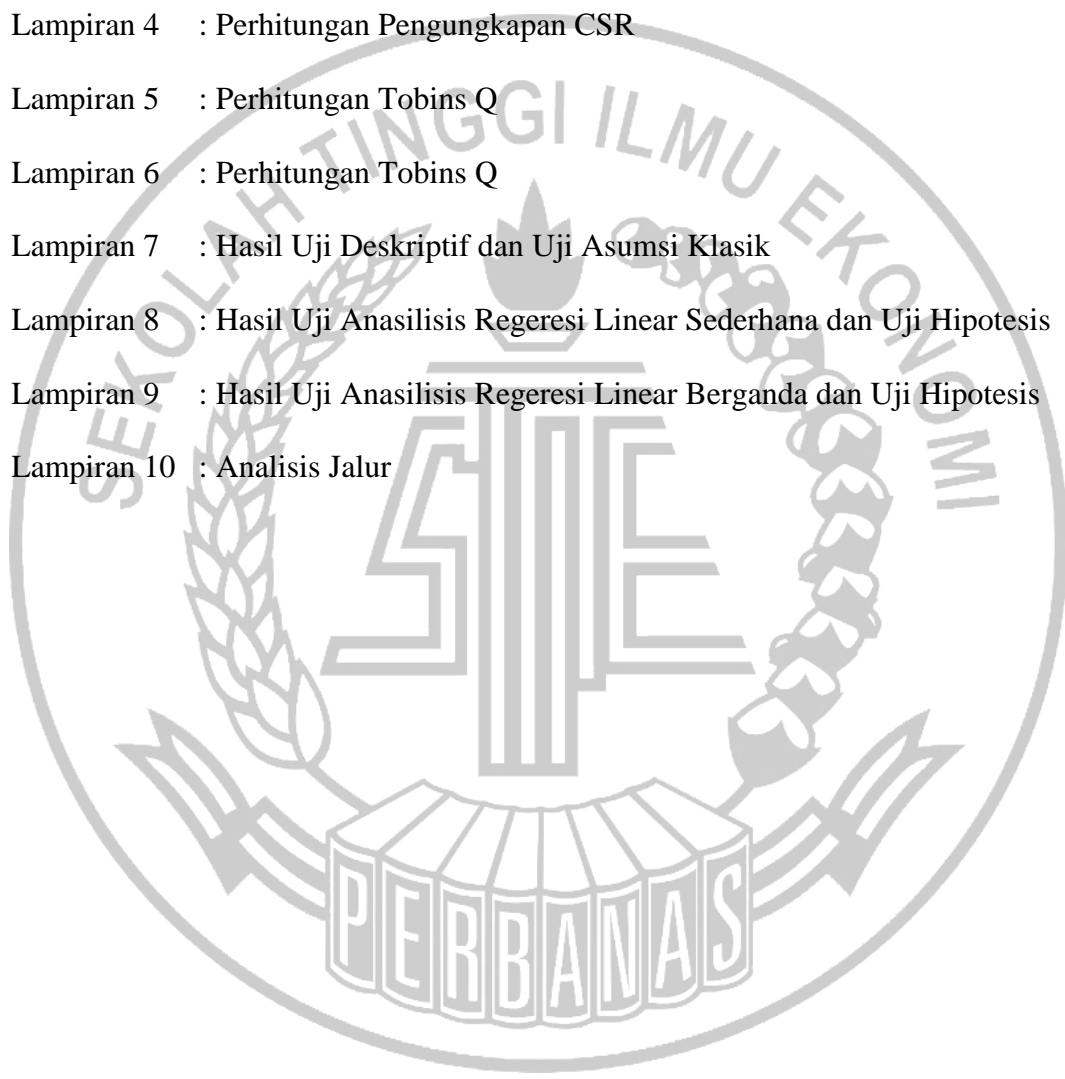 Lampiran 4 : Perhitungan Pengungkapan CSR
Lampiran 5 : Perhitungan Tobins Q
Lampiran 6 : Perhitungan Tobins Q
Lampiran 7 : Hasil Uji Deskriptif dan Uji Asumsi Klasik
Lampiran 8 : Hasil Uji Anasilisis Regeresi Linear Sederhana dan Uji Hipotesis
Lampiran 9 : Hasil Uji Anasilisis Regeresi Linear Berganda dan Uji Hipotesis
Lampiran 10 : Analisis Jalur
SEKOLAH TINGGI ILMU EKONOMI
STIE
PERBANAS